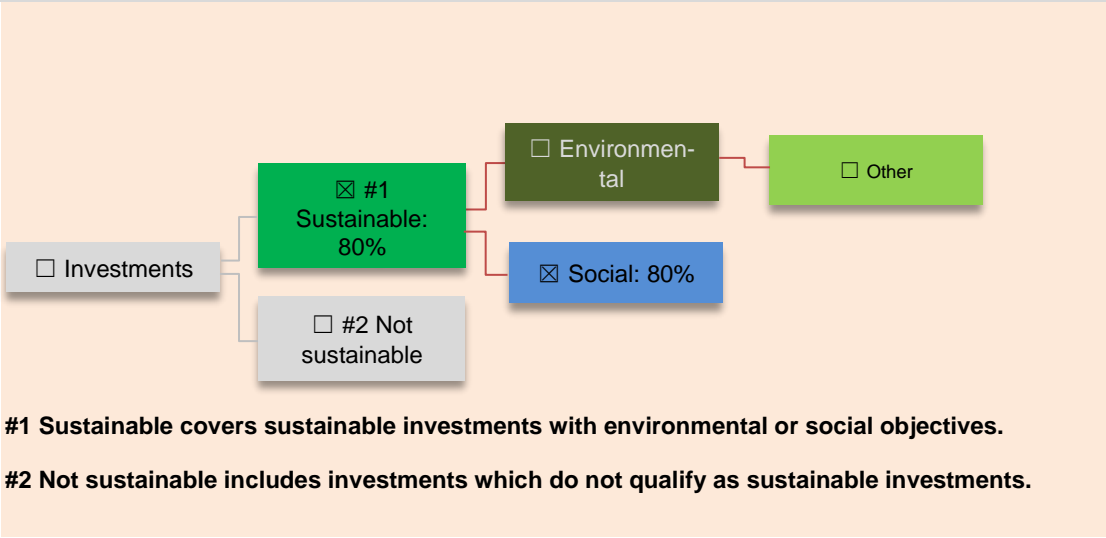 ☐ Environmen-
tal
☐ Other
☒ #1
Sustainable:
80%
☐ Investments
☒ Social: 80%
☐ #2 Not
sustainable
#1 Sustainable covers sustainable investments with environmental or social objectives.
#2 Not sustainable includes investments which do not qualify as sustainable investments.